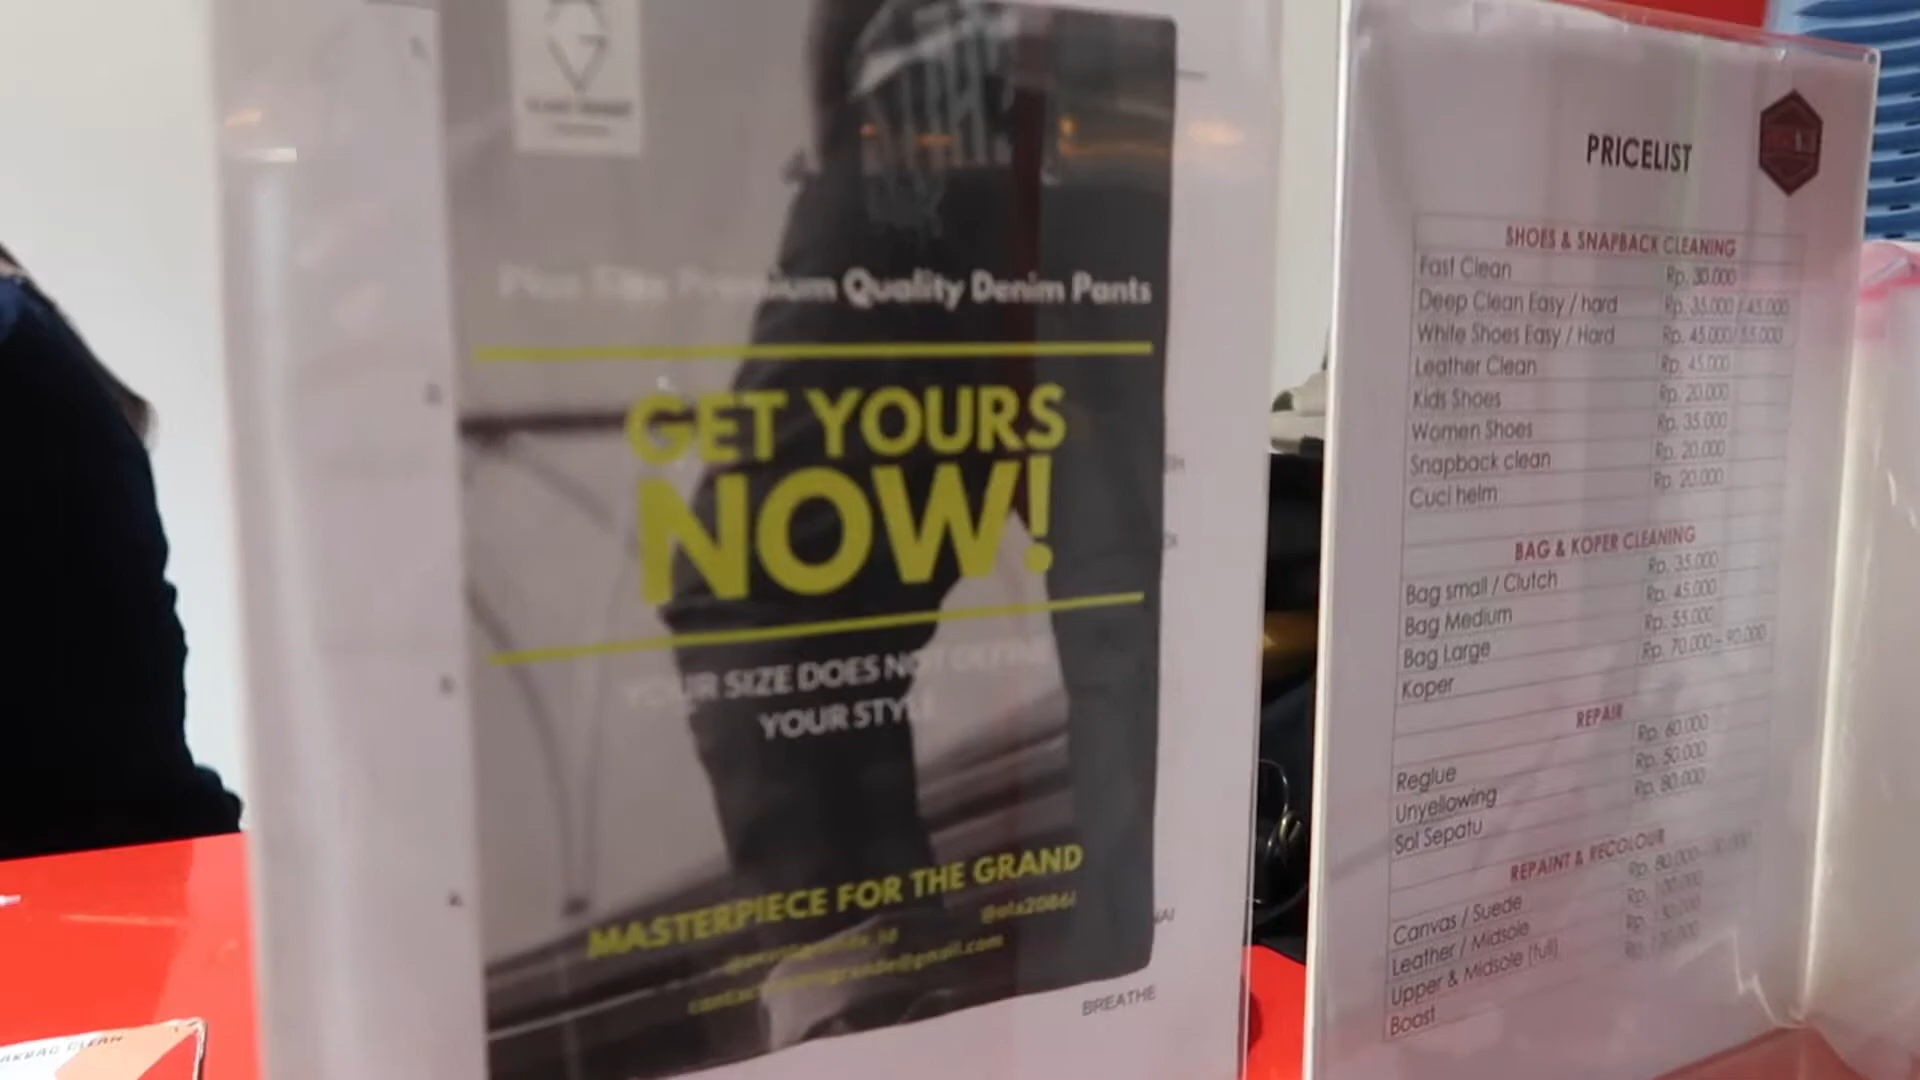 Plus Size Premium Quality Denim Pants
GET YOURS
NOW!
YOUR SIZE DOES NOT DEFINE
YOUR STYLE
MASTERPIECE FOR THE GRAND
BREATHE
PRICELIST
SHOES & SNAPBACK CLEANING
Fast Clean Rp. 30.000
Deep Clean Easy / hard Rp. 35.000 / 45.000
White Shoes Easy / Hard Rp. 45.000/ 55.000
Leather Clean Rp. 45.000
Kids Shoes Rp. 20.000
Women Shoes Rp. 35.000
Snapback clean Rp. 20.000
Cuci helm Rp. 20.000
BAG & KOPER CLEANING
Bag small / Clutch Rp. 35.000
Bag Medium Rp. 45.000
Bag Large Rp. 55.000
Koper Rp. 70.000 – 90.000
REPAIR
Reglue Rp. 60.000
Unyellowing Rp. 50.000
Sol Sepatu Rp. 80.000
REPAINT & RECOLOUR
Canvas / Suede
Leather / Midsole
Upper & Midsole (full)
Boost
CLEAN